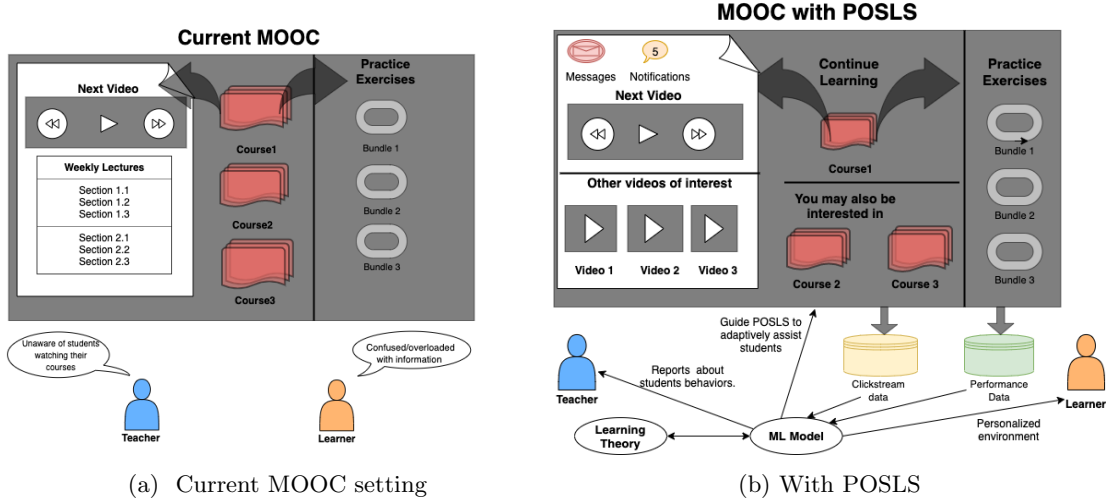 Current MOOC
Next Video
Weekly Lectures
Section 1.1
Section 1.2
Section 1.3
Section 2.1
Section 2.2
Section 2.3
Course1
Course2
Course3
Practice
Exercises
Bundle 1
Bundle 2
Bundle 3
Unaware of students
watching their
courses
Teacher
Confused/overloaded
with information
Learner
(a) Current MOOC setting
MOOC with POSLS
Messages
5
Notifications
Next Video
Other videos of interest
Video 1
Video 2
Video 3
Continue
Learning
Course1
You may also be
interested in
Course 2
Course 3
Practice
Exercises
Bundle 1
Bundle 2
Bundle 3
Guide POSLS to
adaptively assist
students
Teacher
Reports about
students behaviors.
Clickstream
data
Performance
Data
Learner
Learning
Theory
ML Model
Personalized
environment
(b) With POSLS